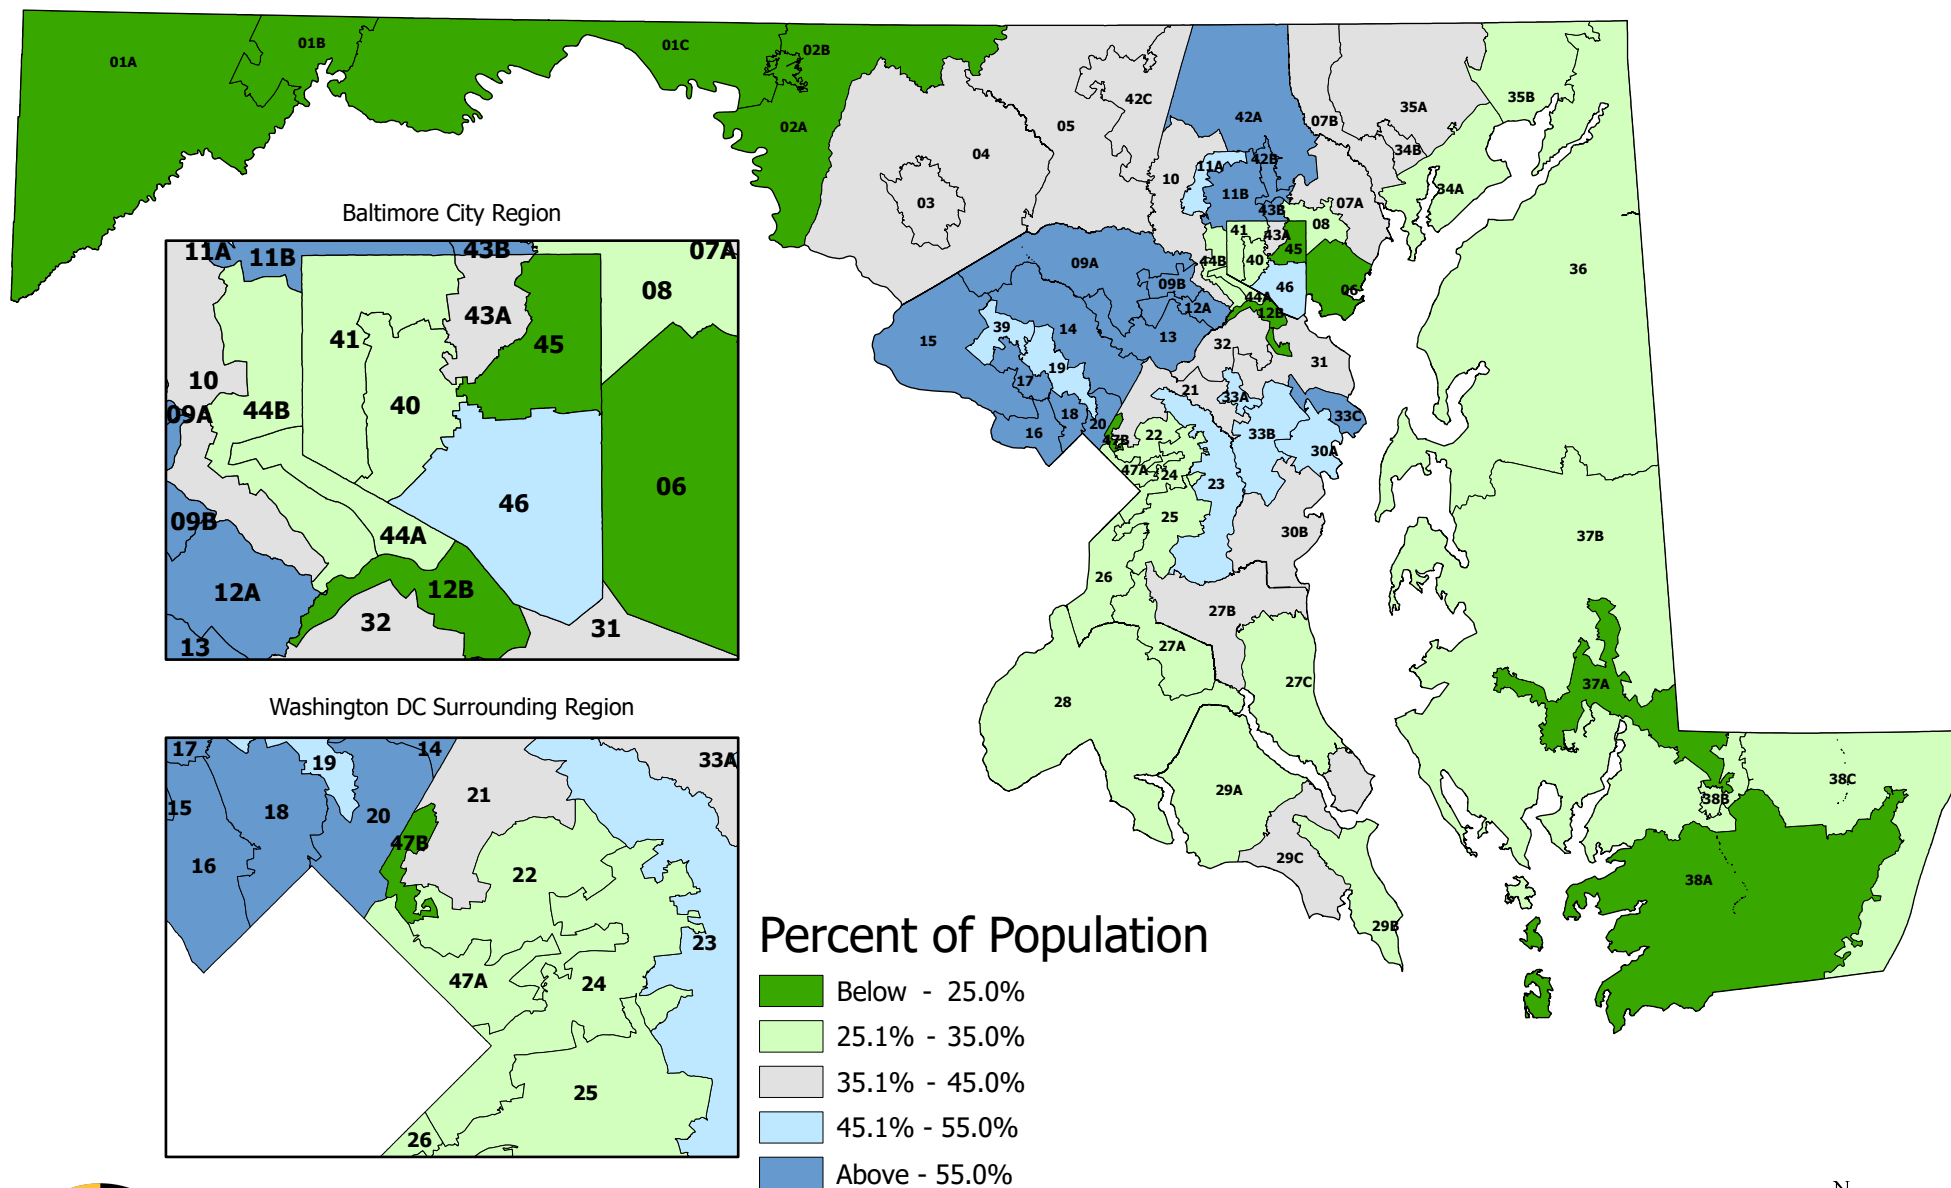 01A
01B
01C
02B
02A
04
03
05
42C
10
42A
07B
35A
35B
34B
34A
11A
42B
11B
43B
07A
08
41
43A
45
40
44B
44A
46
06
12B
36
09A
09B
12A
13
14
15
39
19
17
18
16
20
32
31
21
33A
33C
33B
30A
47B
22
47A
24
23
25
30B
26
27B
27A
27C
28
29A
29C
29B
37B
37A
38C
38B
38A
Baltimore City Region
11A
11B
43B
07A
08
43A
41
45
10
09A
44B
40
06
46
09B
44A
12A
12B
32
31
13
Washington DC Surrounding Region
17
19
14
33A
15
18
21
20
47B
16
22
23
47A
24
25
26
Percent of Population
Below - 25.0%
25.1% - 35.0%
35.1% - 45.0%
45.1% - 55.0%
Above - 55.0%
N